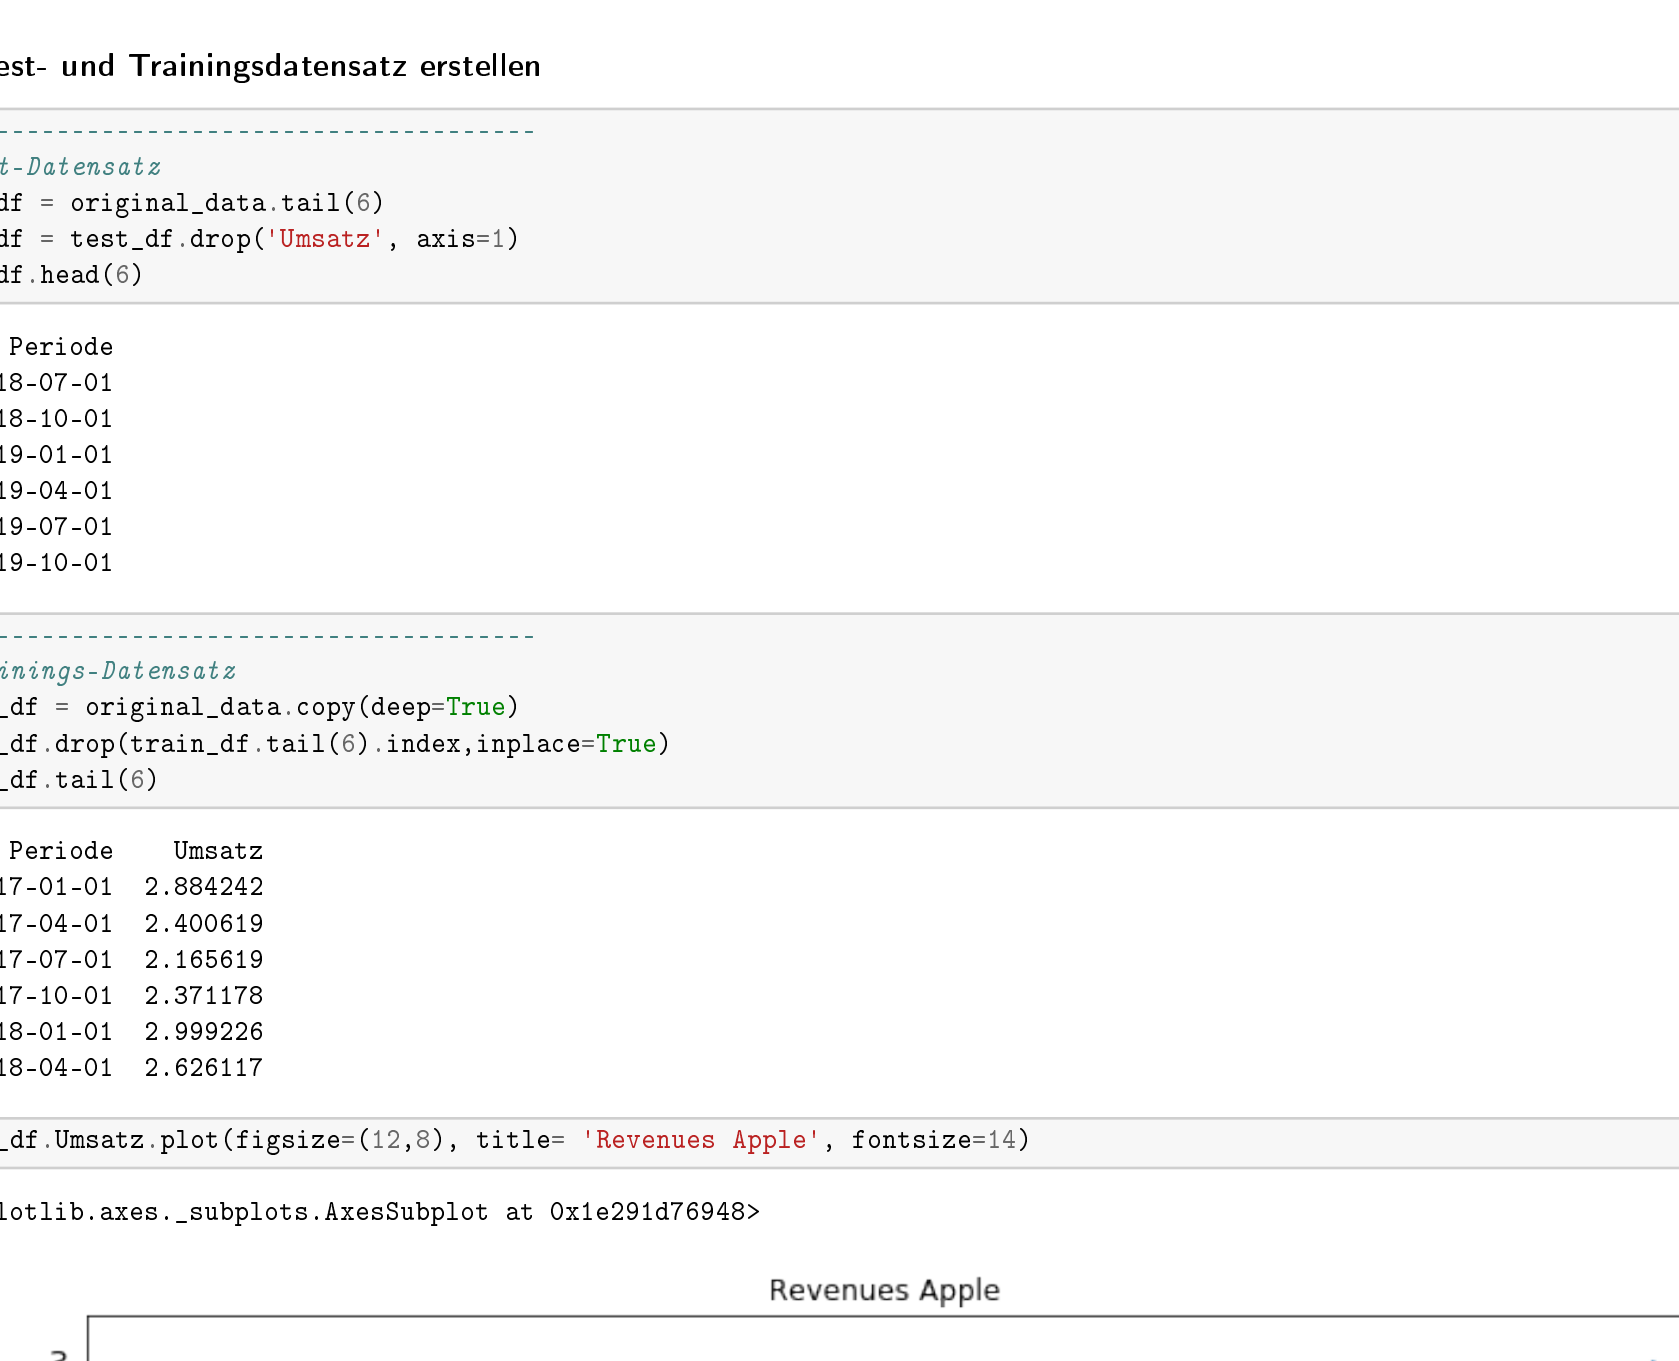 est- und Trainingsdatensatz erstellen
------------------------------------
t-Datensatz
df = original_data.tail(6)
df = test_df.drop('Umsatz', axis=1)
df.head(6)
Periode
18-07-01
18-10-01
19-01-01
19-04-01
19-07-01
19-10-01
------------------------------------
inings-Datensatz
_df = original_data.copy(deep=True)
_df.drop(train_df.tail(6).index,inplace=True)
_df.tail(6)
Periode Umsatz
17-01-01 2.884242
17-04-01 2.400619
17-07-01 2.165619
17-10-01 2.371178
18-01-01 2.999226
18-04-01 2.626117
_df.Umsatz.plot(figsize=(12,8), title= 'Revenues Apple', fontsize=14)
lotlib.axes._subplots.AxesSubplot at 0x1e291d76948>
Revenues Apple